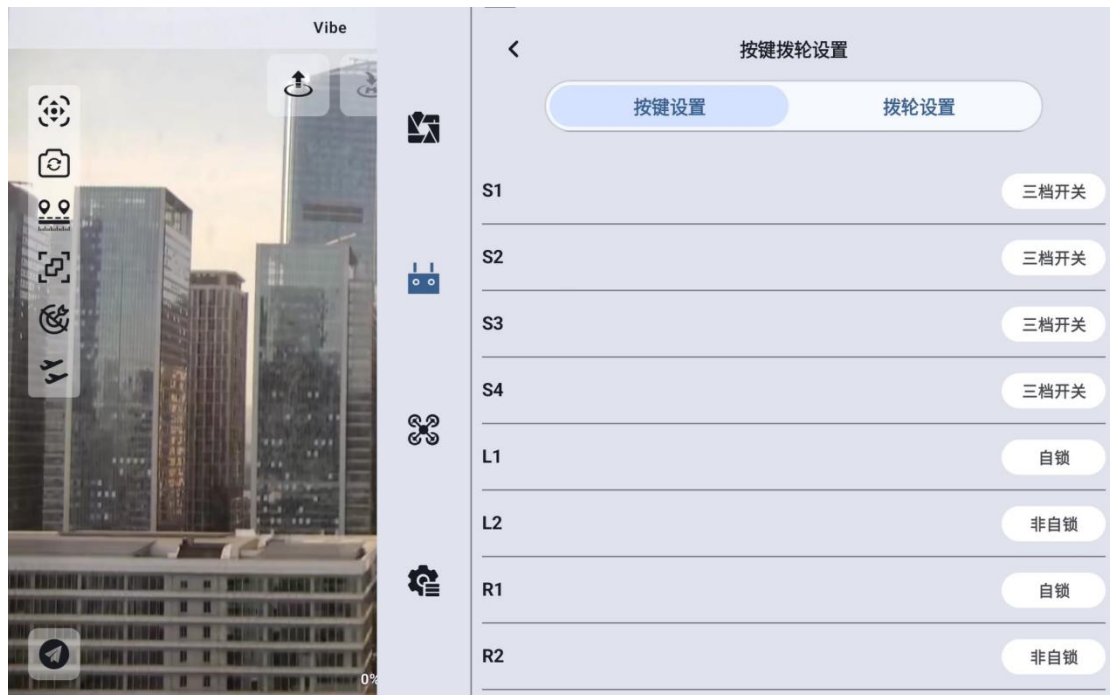 Vibe
按键拨轮设置
按键设置 拨轮设置
S1 三档开关
S2 三档开关
S3 三档开关
S4 三档开关
L1 自锁
L2 非自锁
R1 自锁
R2 非自锁
0%